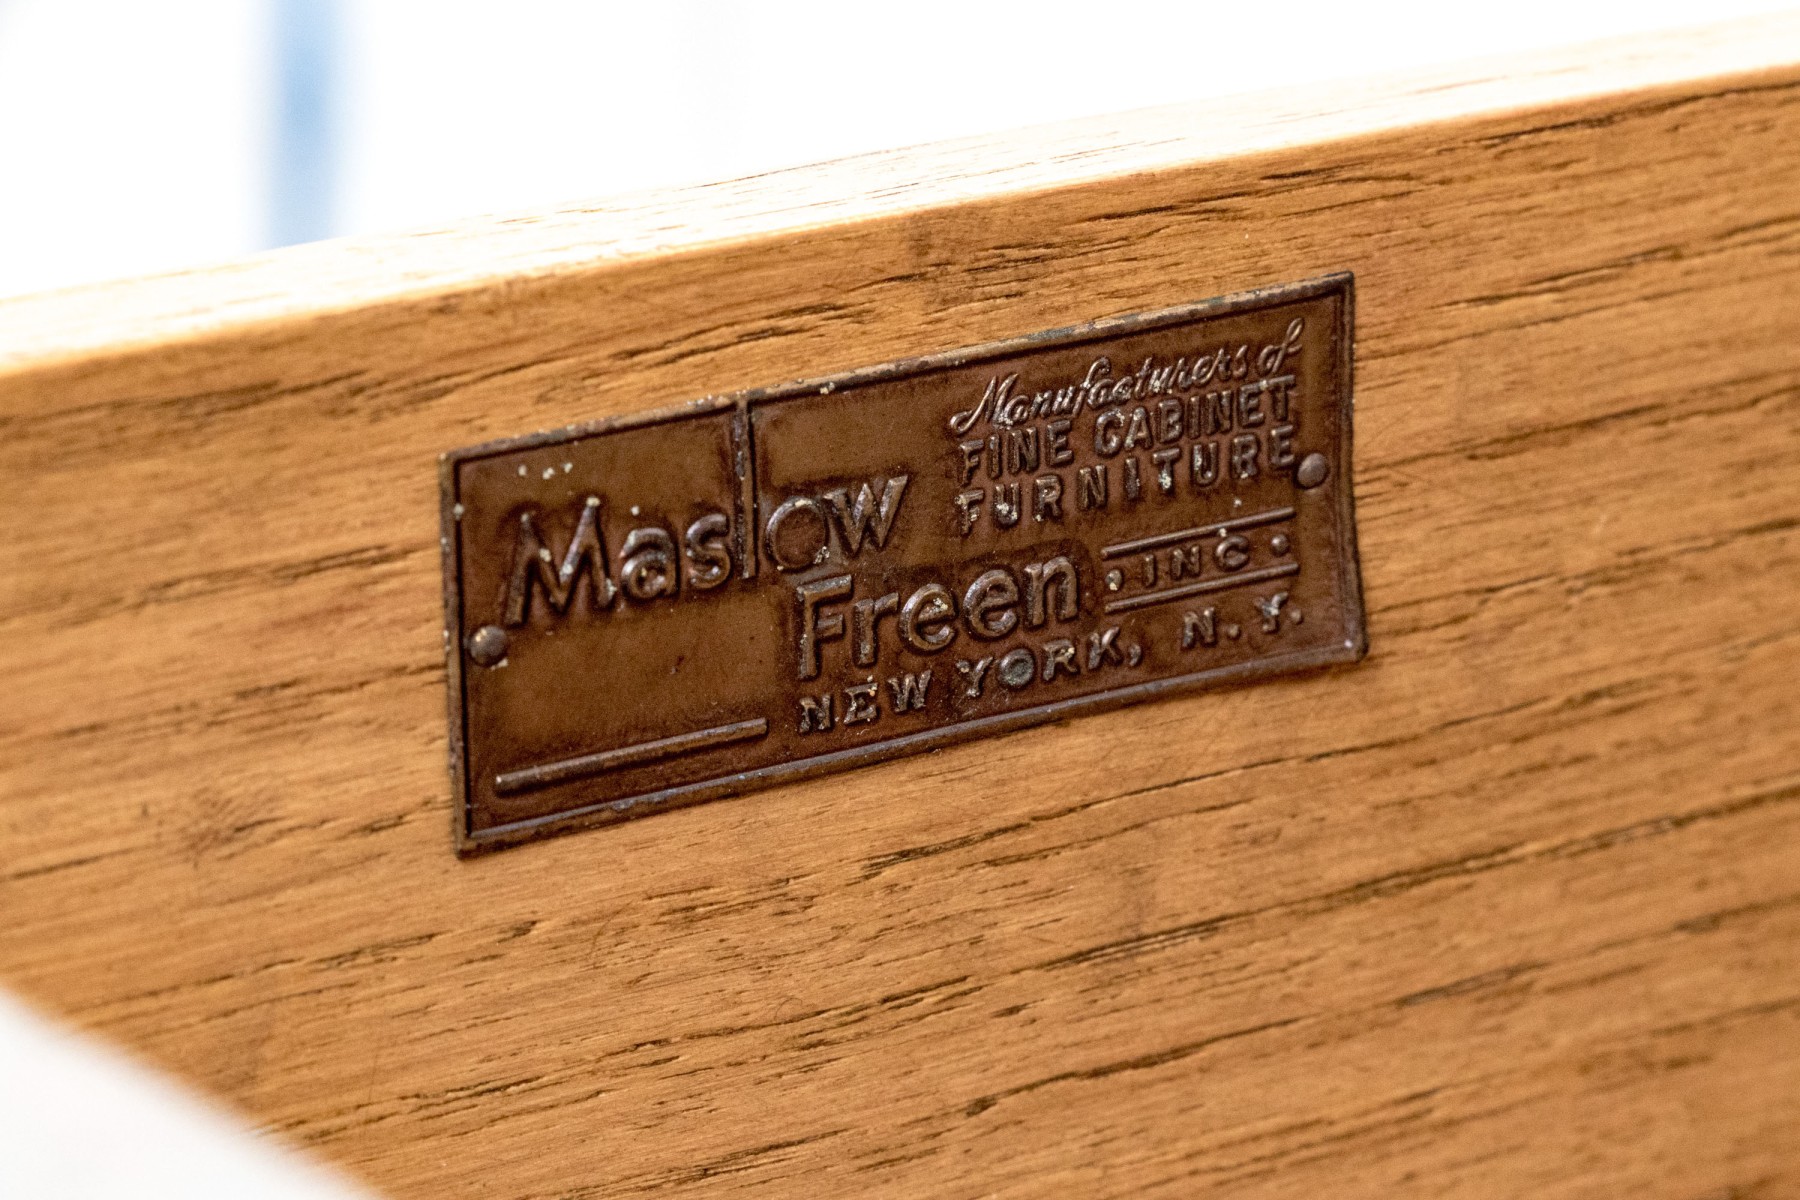 Manufacturers of
FINE CABINET
FURNITURE
Maslow
Freen
.INC.
NEW YORK, N.Y.